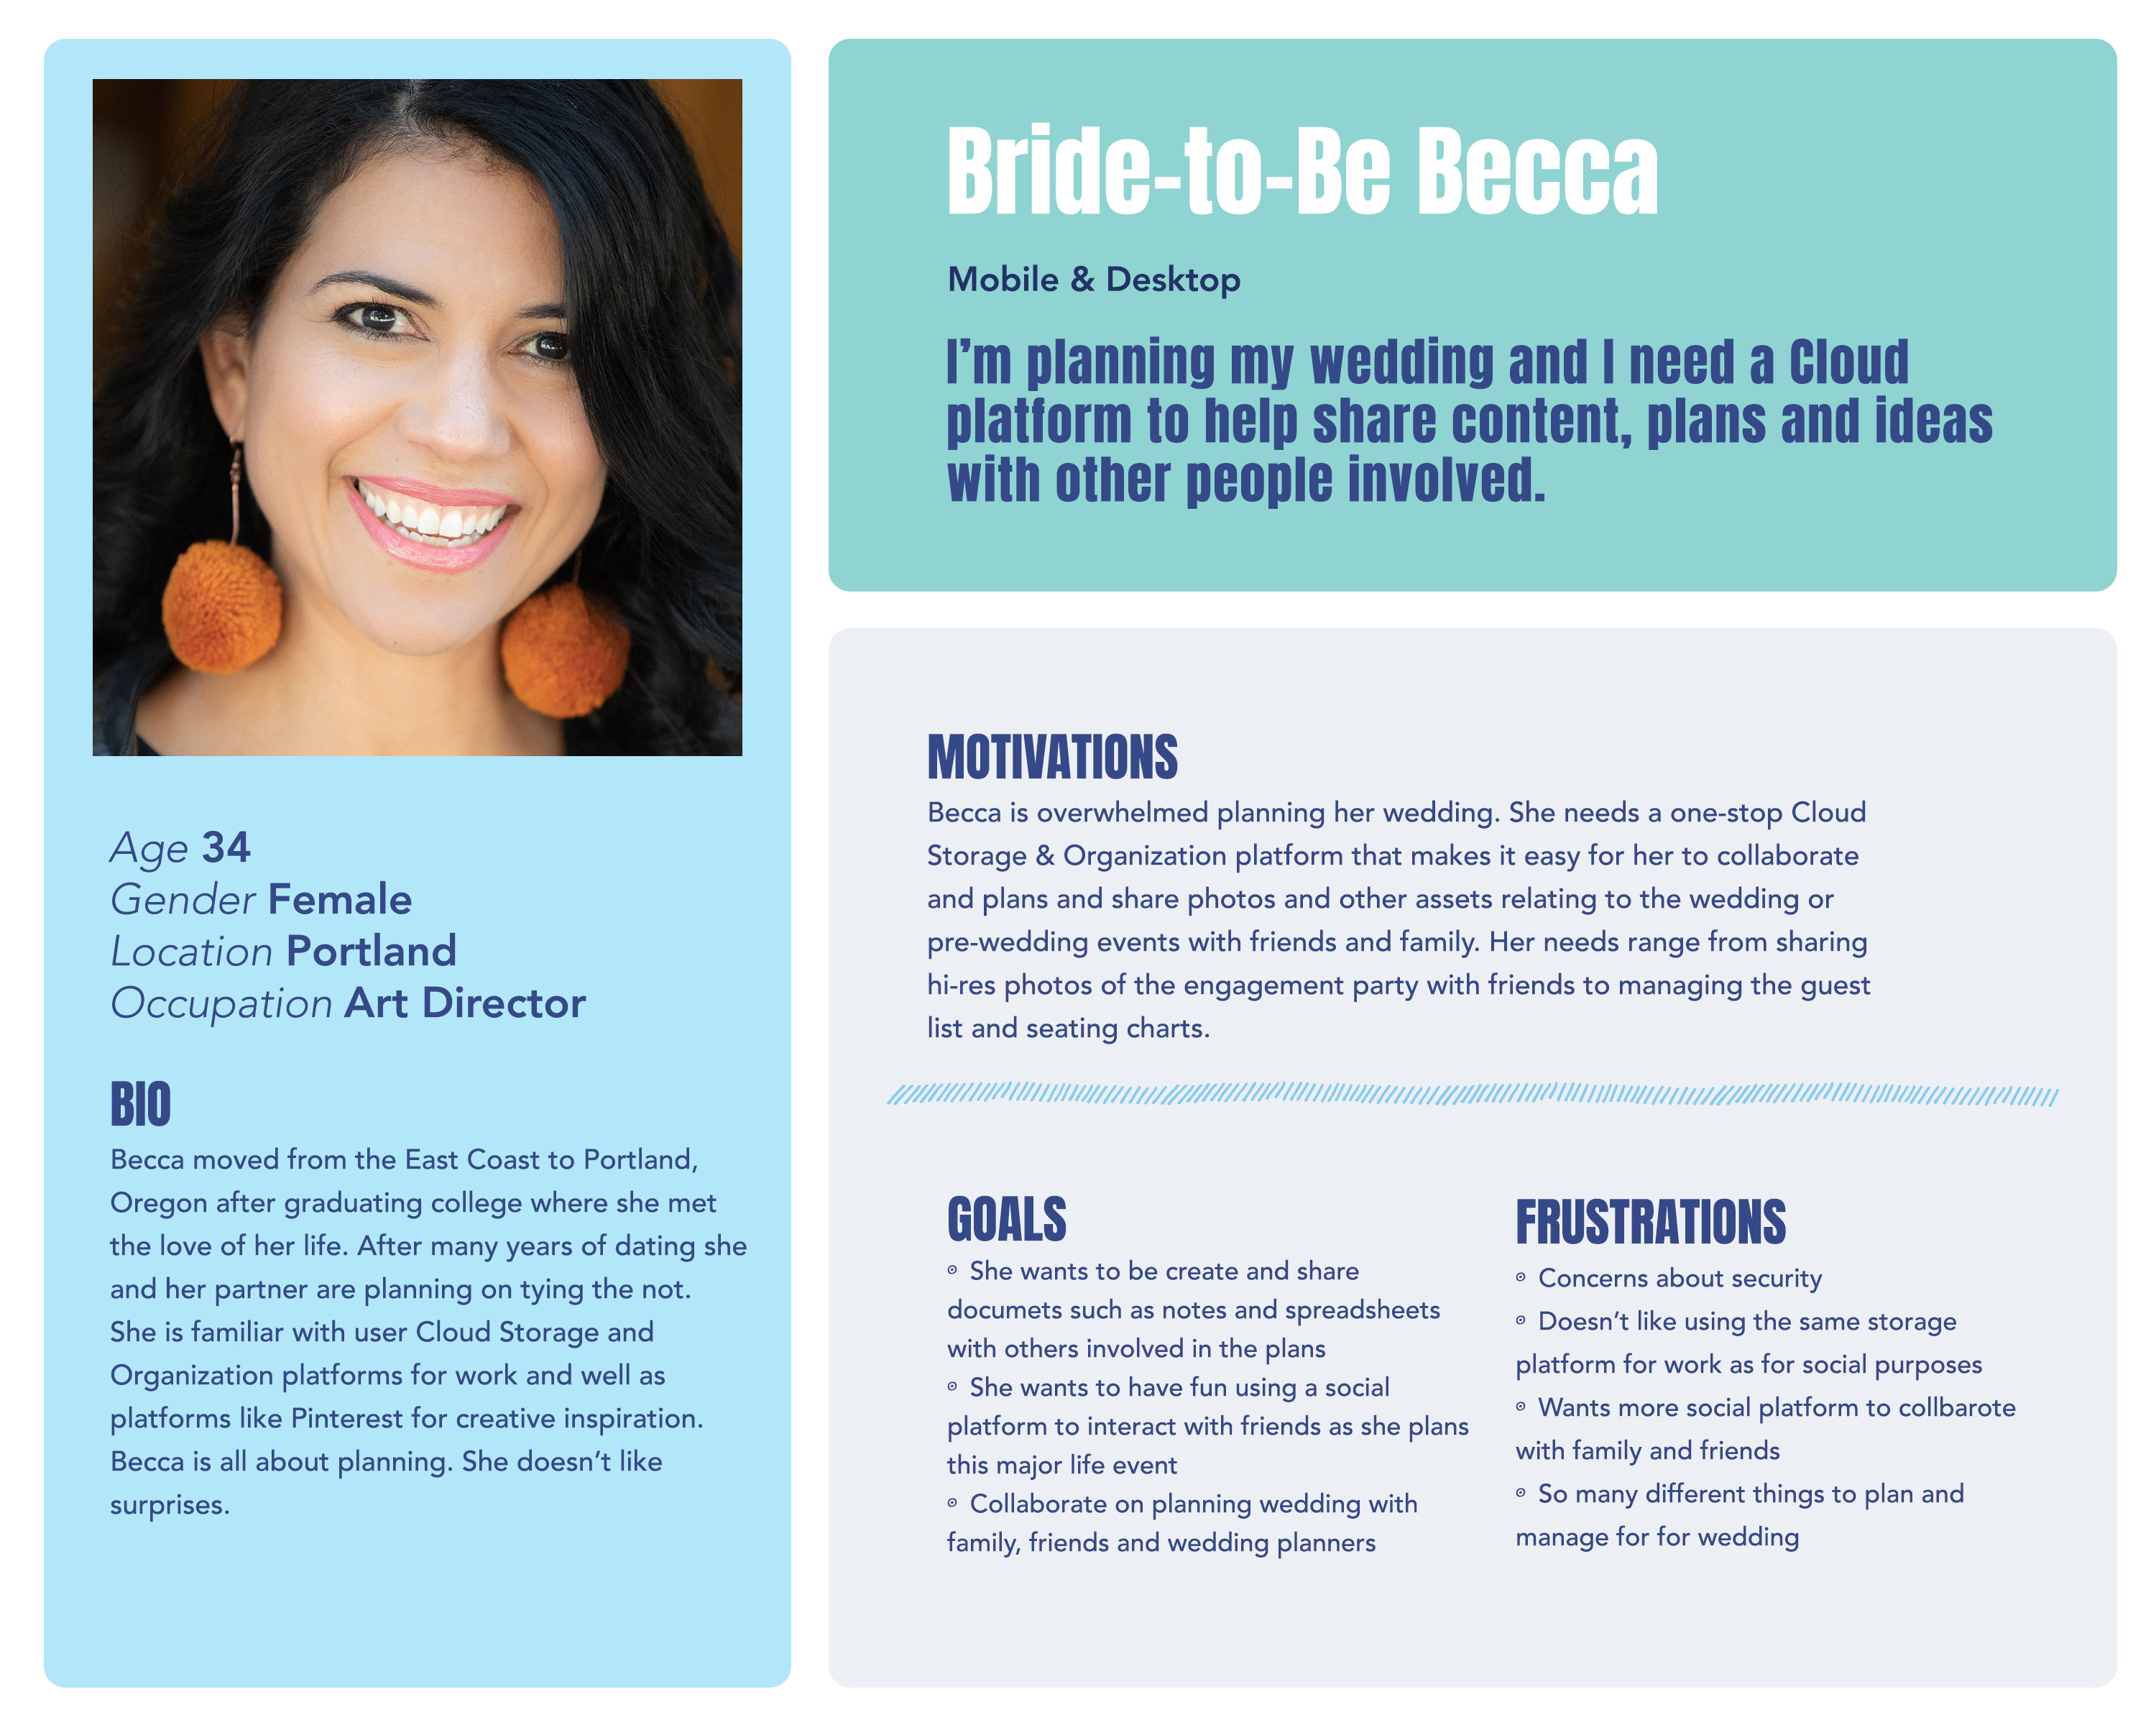 Age 34
Gender Female
Location Portland
Occupation Art Director
BIO
Becca moved from the East Coast to Portland,
Oregon after graduating college where she met
the love of her life. After many years of dating she
and her partner are planning on tying the not.
She is familiar with user Cloud Storage and
Organization platforms for work and well as
platforms like Pinterest for creative inspiration.
Becca is all about planning. She doesn’t like
surprises.
Bride-to-Be Becca
Mobile & Desktop
I’m planning my wedding and I need a Cloud
platform to help share content, plans and ideas
with other people involved.
MOTIVATIONS
Becca is overwhelmed planning her wedding. She needs a one-stop Cloud
Storage & Organization platform that makes it easy for her to collaborate
and plans and share photos and other assets relating to the wedding or
pre-wedding events with friends and family. Her needs range from sharing
hi-res photos of the engagement party with friends to managing the guest
list and seating charts.
GOALS
She wants to be create and share
documets such as notes and spreadsheets
with others involved in the plans
She wants to have fun using a social
platform to interact with friends as she plans
this major life event
Collaborate on planning wedding with
family, friends and wedding planners
FRUSTRATIONS
Concerns about security
Doesn’t like using the same storage
platform for work as for social purposes
Wants more social platform to collbarote
with family and friends
So many different things to plan and
manage for for wedding